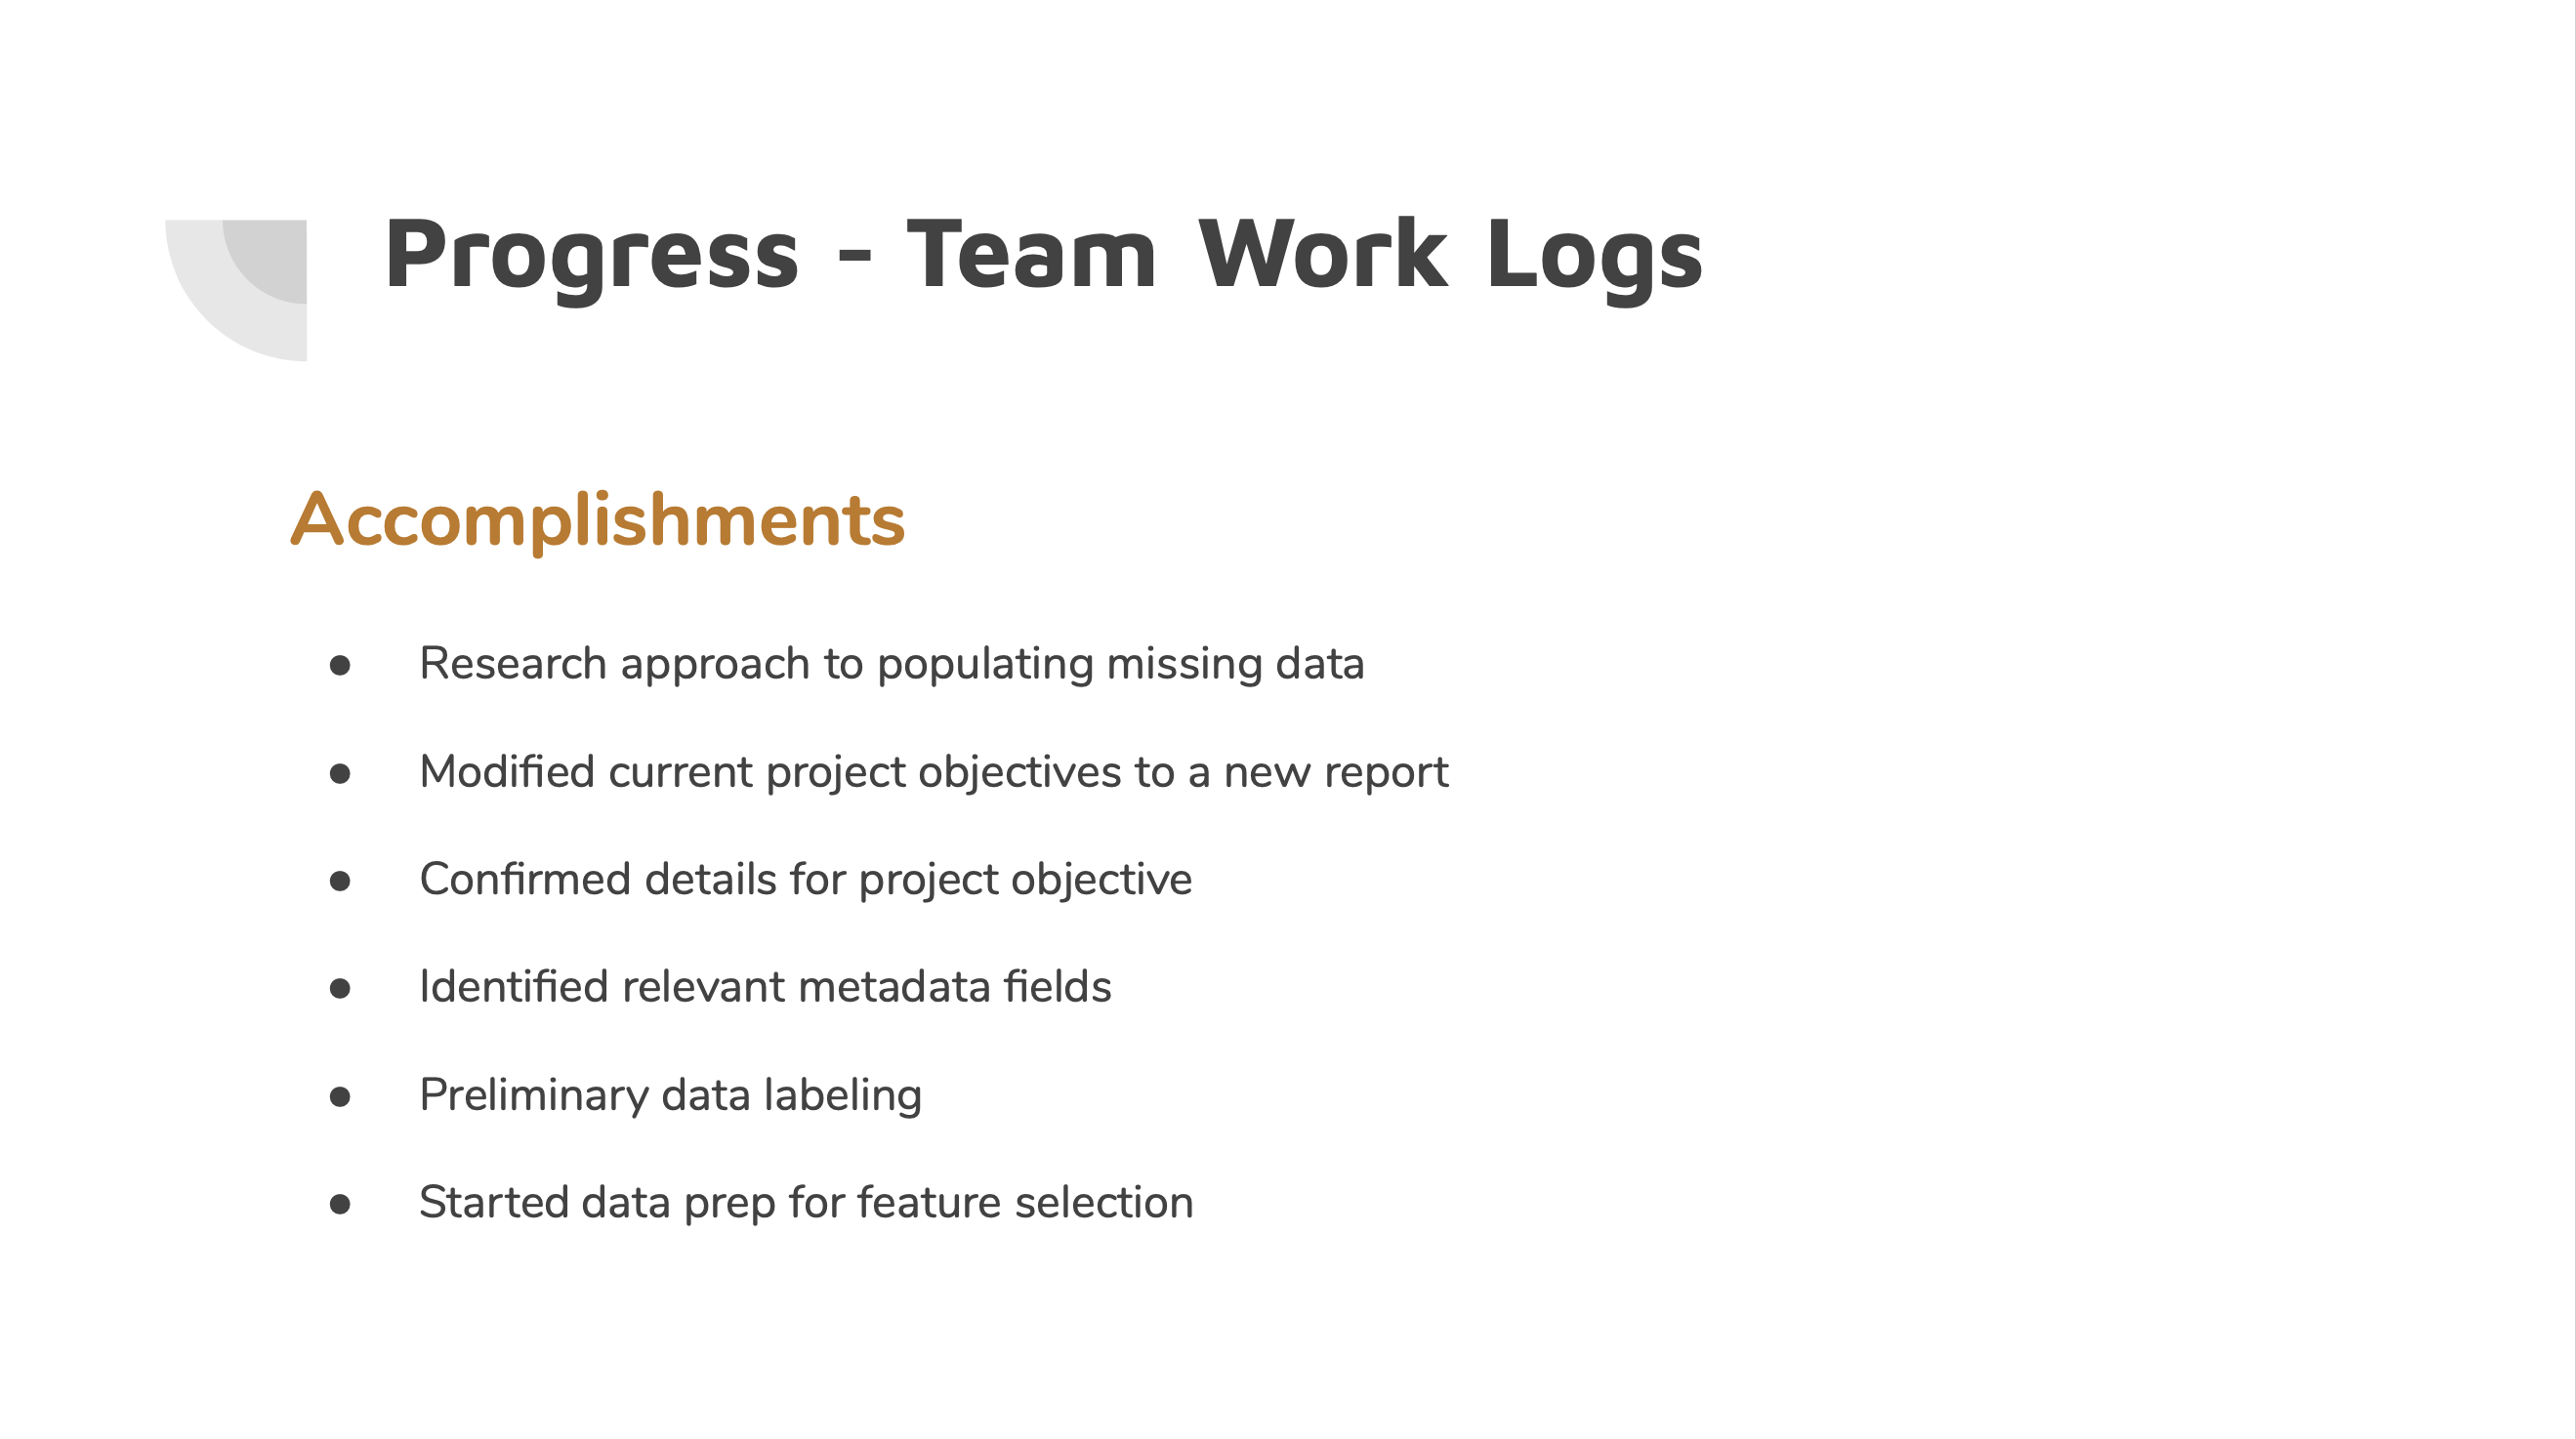 Progress - Team Work Logs
Accomplishments
● Research approach to populating missing data
● Modified current project objectives to a new report
● Confirmed details for project objective
● Identified relevant metadata fields
● Preliminary data labeling
● Started data prep for feature selection